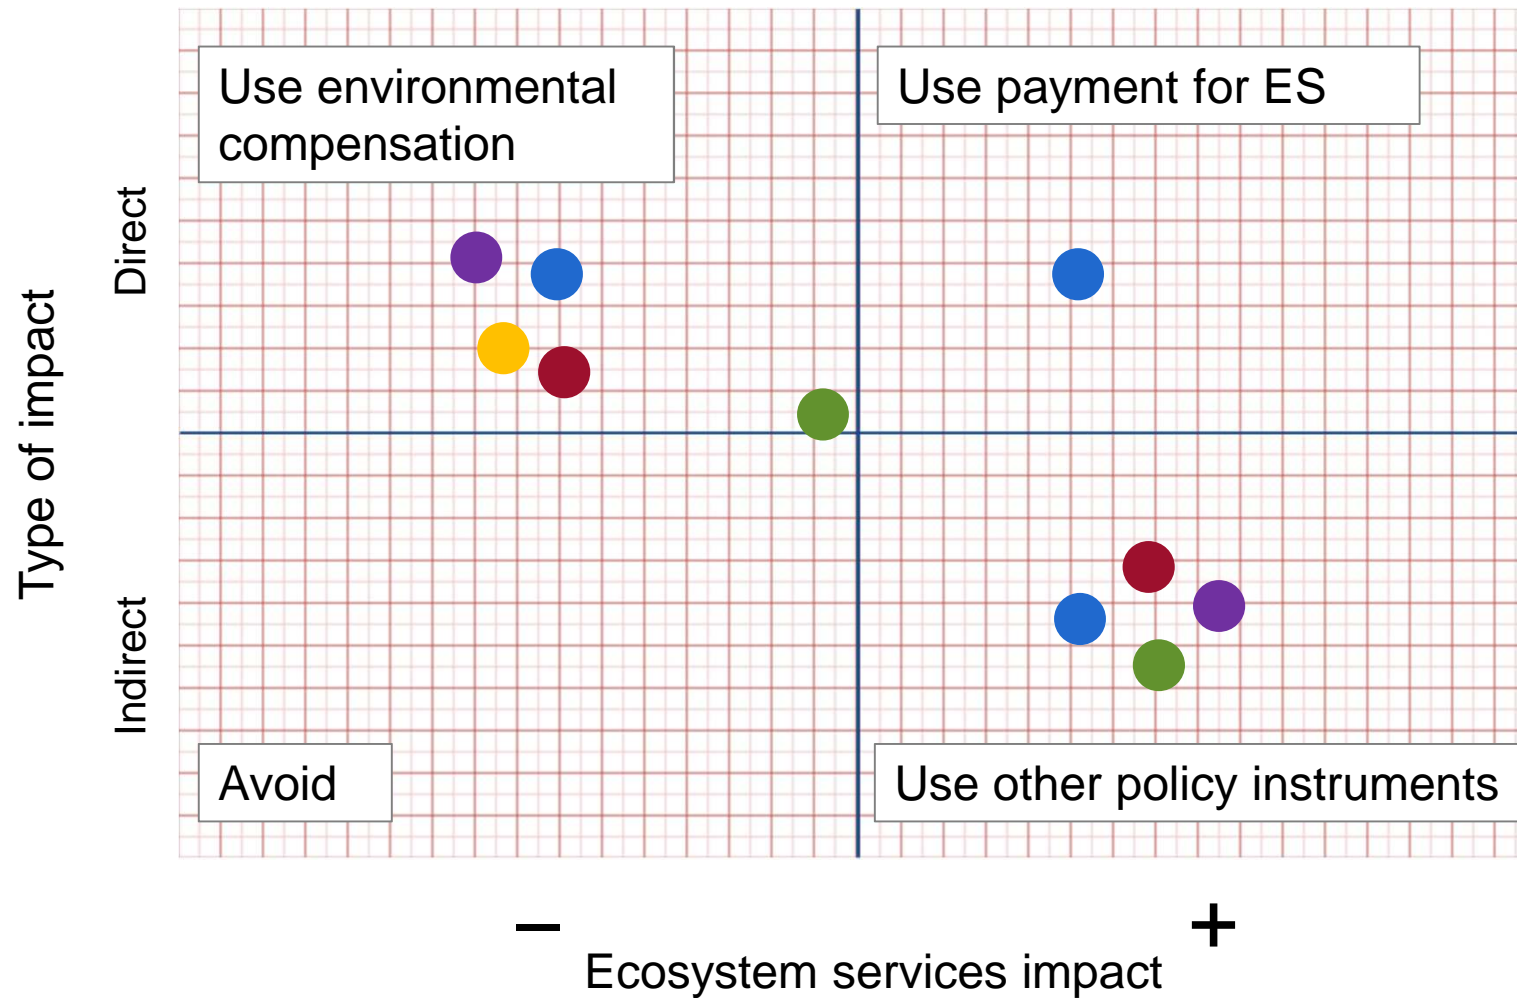 Use environmental
compensation
Use payment for ES
Direct
Type of impact
Indirect
Avoid
Use other policy instruments
–
+
Ecosystem services impact